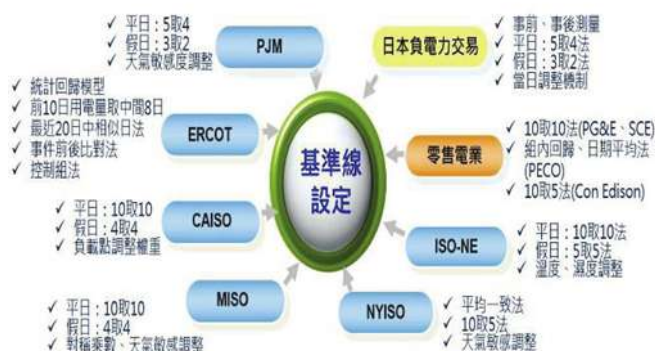 ✓ 平日：5取4
✓ 假日：3取2
✓ 天氣敏感度調整
PJM
日本負電力交易
✓ 事前、事後測量
✓ 平日：5取4法
✓ 假日：3取2法
✓ 當日調整機制
✓ 統計回歸模型
✓ 前10日用電量取中間8日
✓ 最近20日中相似日法
✓ 事件前後比對法
✓ 控制組法
ERCOT
基準線
設定
零售電業
✓ 10取10法(PG&E、SCE)
✓ 組內回歸、日期平均法
(PECO)
✓ 10取5法(Con Edison)
✓ 平日：10取10
✓ 假日：4取4
✓ 負載點調整權重
CAISO
ISO-NE
✓ 平日：10取10法
✓ 假日：5取5法
✓ 溫度、濕度調整
MISO
✓ 平日：10取10
✓ 假日：4取4
✓ 對稱乘數、天氣敏感調整
NYISO
✓ 平均一致法
✓ 10取5法
✓ 天氣敏感調整